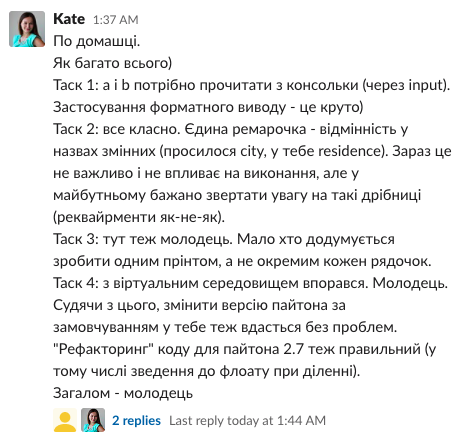 Kate 1:37 AM
По домашці.
Як багато всього)
Таск 1: a і b потрібно прочитати з консольки (через input).
Застосування форматного виводу - це круто)
Таск 2: все класно. Єдина ремарочка - відмінність у
назвах змінних (просилося city, у тебе residence). Зараз це
не важливо і не впливає на виконання, але у
майбутньому бажано звертати увагу на такі дрібниці
(реквайрменти як-не-як).
Таск 3: тут теж молодець. Мало хто додумується
зробити одним прінтом, а не окремим кожен рядочок.
Таск 4: з віртуальним середовищем впорався. Молодець.
Судячи з цього, змінити версію пайтона за
замовчуванням у тебе теж вдасться без проблем.
"Рефакторинг" коду для пайтона 2.7 теж правильний (у
тому числі зведення до флоату при діленні).
Загалом - молодець
2 replies Last reply today at 1:44 AM